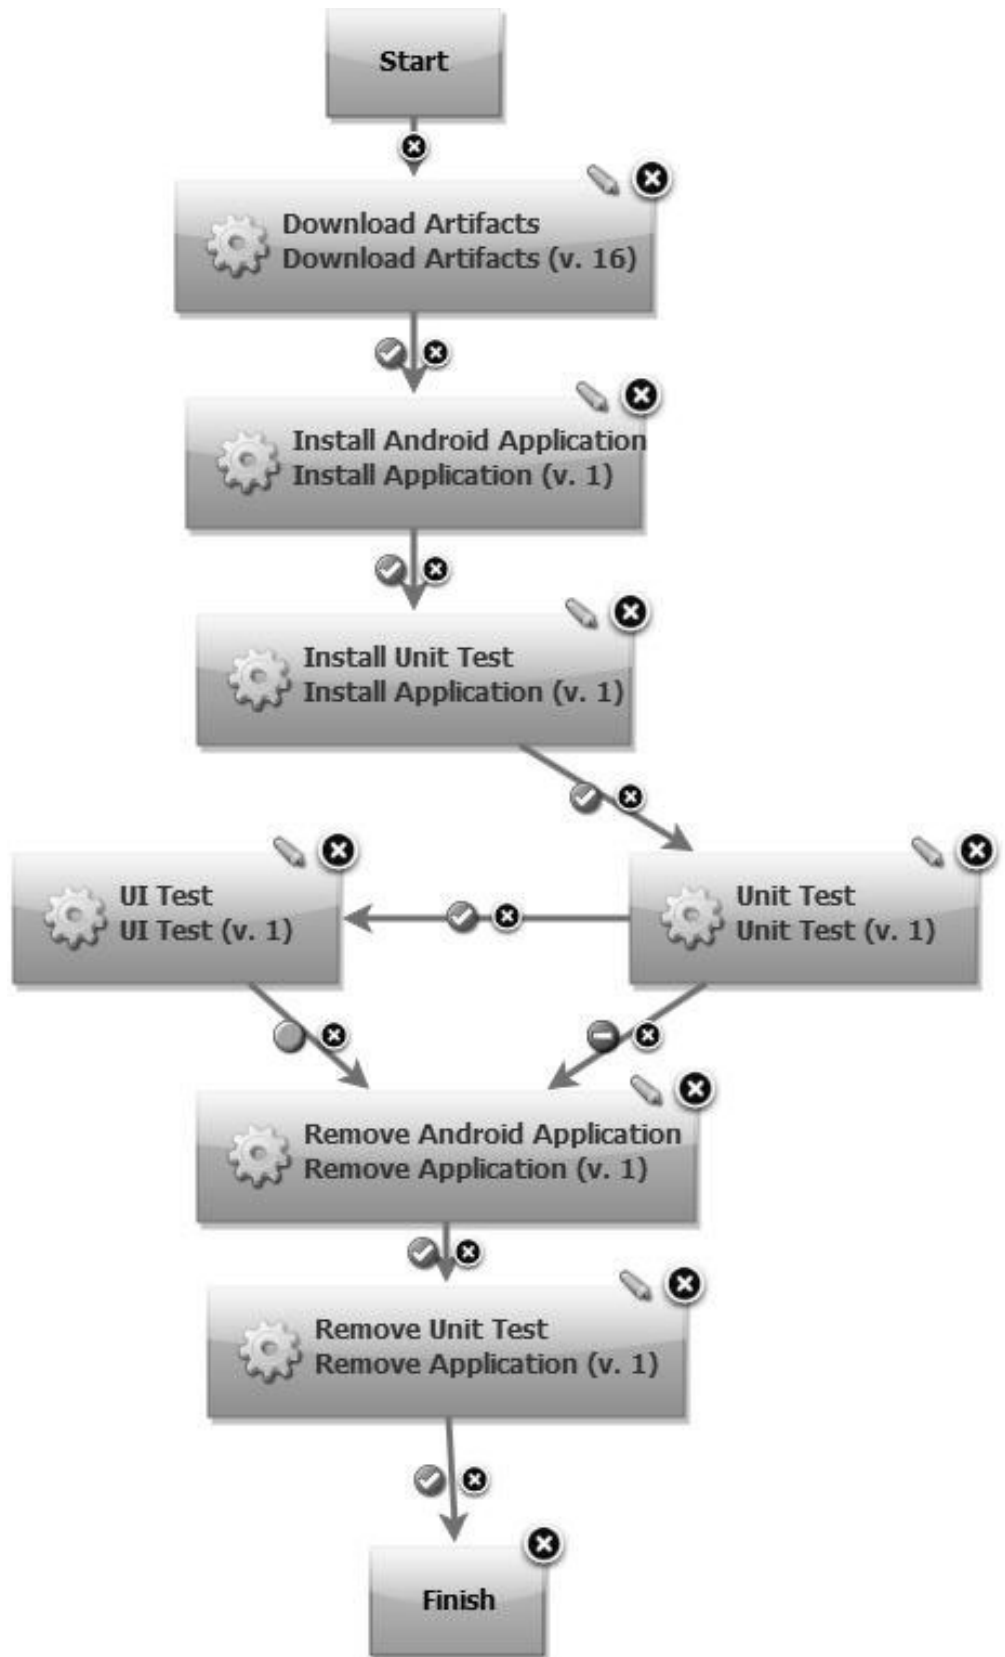 Start
Download Artifacts
Download Artifacts (v. 16)
Install Android Application
Install Application (v. 1)
Install Unit Test
Install Application (v. 1)
UI Test
UI Test (v. 1)
Unit Test
Unit Test (v. 1)
Remove Android Application
Remove Application (v. 1)
Remove Unit Test
Remove Application (v. 1)
Finish